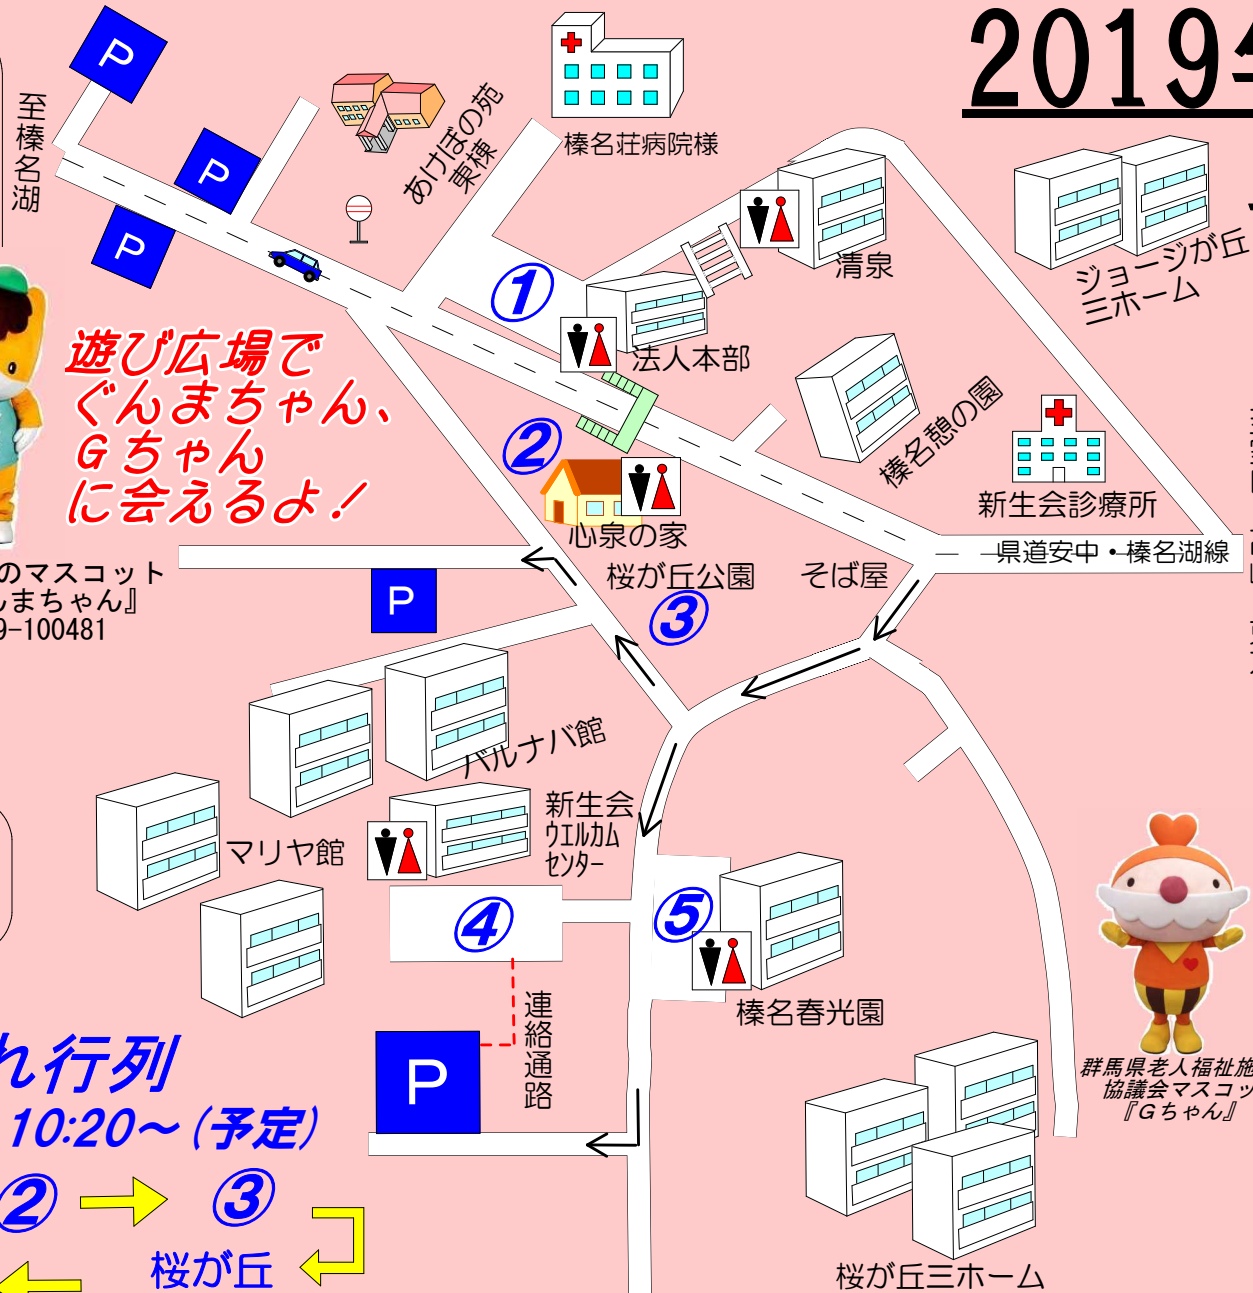 2019年
至榛名湖
P
P
P
あけぼの苑
東棟
榛名荘病院様
清泉
ジョージが丘
三ホーム
①
法人本部
遊び広場で
ぐんまちゃん、
Gちゃん
に会えるよ！
榛名憩の園
新生会診療所
②
心泉の家
県道安中・榛名湖線
桜が丘公園
そば屋
③
のマスコット
まちゃん』
9-100481
P
バルナバ館
マリヤ館
新生会
ウエルカム
センター
④
⑤
榛名春光園
連絡通路
P
群馬県老人福祉施
協議会マスコッ
『Gちゃん』
れ行列
10:20～(予定)
② ③
桜が丘
桜が丘三ホーム